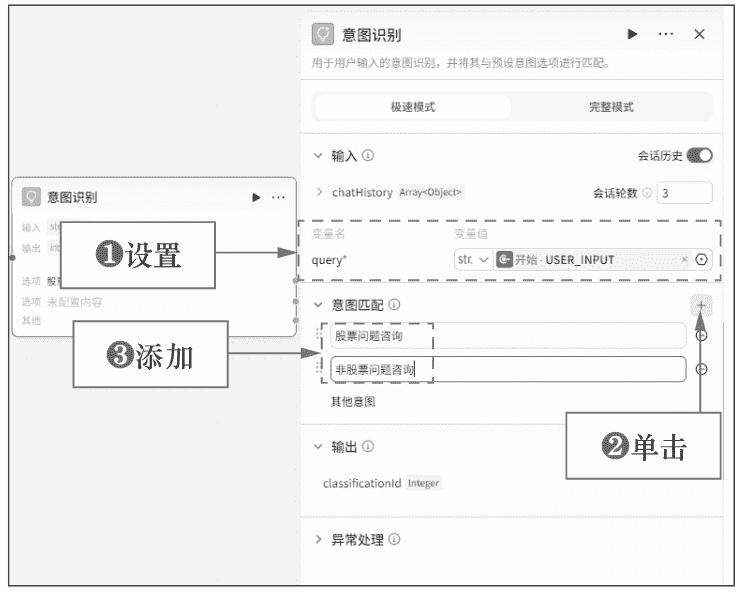 意图识别
用于用户输入的意图识别，并将其与预设意图选项进行匹配。
极速模式
完整模式
输入
会话历史
chatHistory Array<Object>
会话轮数 3
变量名 变量值
query* str. 开始 · USER_INPUT
意图匹配
股票问题咨询
非股票问题咨询
其他意图
输出
classificationId Integer
异常处理
意图识别
输入
输出
选项 股
选项 未配置内容
其他
❶设置
❷单击
❸添加